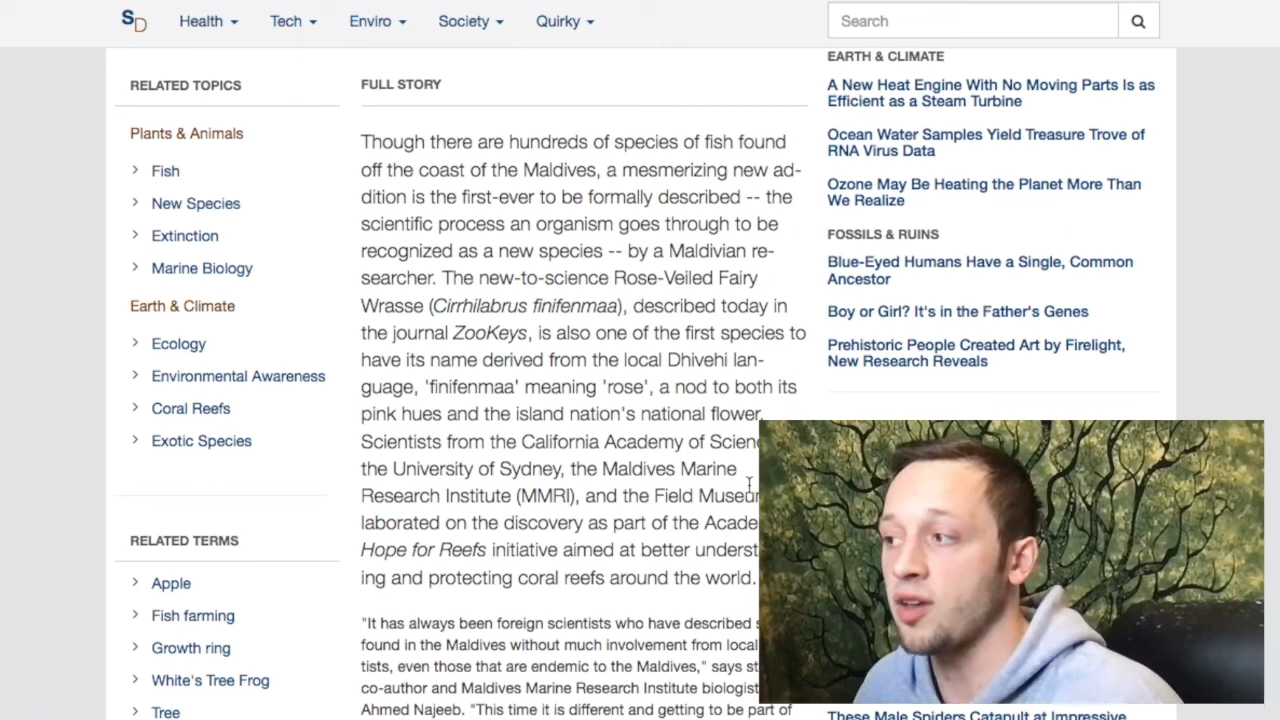 SD Health Tech Enviro Society Quirky Search
RELATED TOPICS
Plants & Animals
Fish
New Species
Extinction
Marine Biology
Earth & Climate
Ecology
Environmental Awareness
Coral Reefs
Exotic Species
RELATED TERMS
Apple
Fish farming
Growth ring
White's Tree Frog
Tree
FULL STORY
Though there are hundreds of species of fish found
off the coast of the Maldives, a mesmerizing new ad-
dition is the first-ever to be formally described -- the
scientific process an organism goes through to be
recognized as a new species -- by a Maldivian re-
searcher. The new-to-science Rose-Veiled Fairy
Wrasse (Cirrhilabrus finifenmaa), described today in
the journal ZooKeys, is also one of the first species to
have its name derived from the local Dhivehi lan-
guage, 'finifenmaa' meaning 'rose', a nod to both its
pink hues and the island nation's national flower.
Scientists from the California Academy of Scien
the University of Sydney, the Maldives Marine
Research Institute (MMRI), and the Field Museu
laborated on the discovery as part of the Acade
Hope for Reefs initiative aimed at better underst
ing and protecting coral reefs around the world.
"It has always been foreign scientists who have described
found in the Maldives without much involvement from local
tists, even those that are endemic to the Maldives," says st
co-author and Maldives Marine Research Institute biologist
Ahmed Najeeb. "This time it is different and getting to be part of
EARTH & CLIMATE
A New Heat Engine With No Moving Parts Is as
Efficient as a Steam Turbine
Ocean Water Samples Yield Treasure Trove of
RNA Virus Data
Ozone May Be Heating the Planet More Than
We Realize
FOSSILS & RUINS
Blue-Eyed Humans Have a Single, Common
Ancestor
Boy or Girl? It's in the Father's Genes
Prehistoric People Created Art by Firelight,
New Research Reveals
These Male Spiders Catapult at Impressive